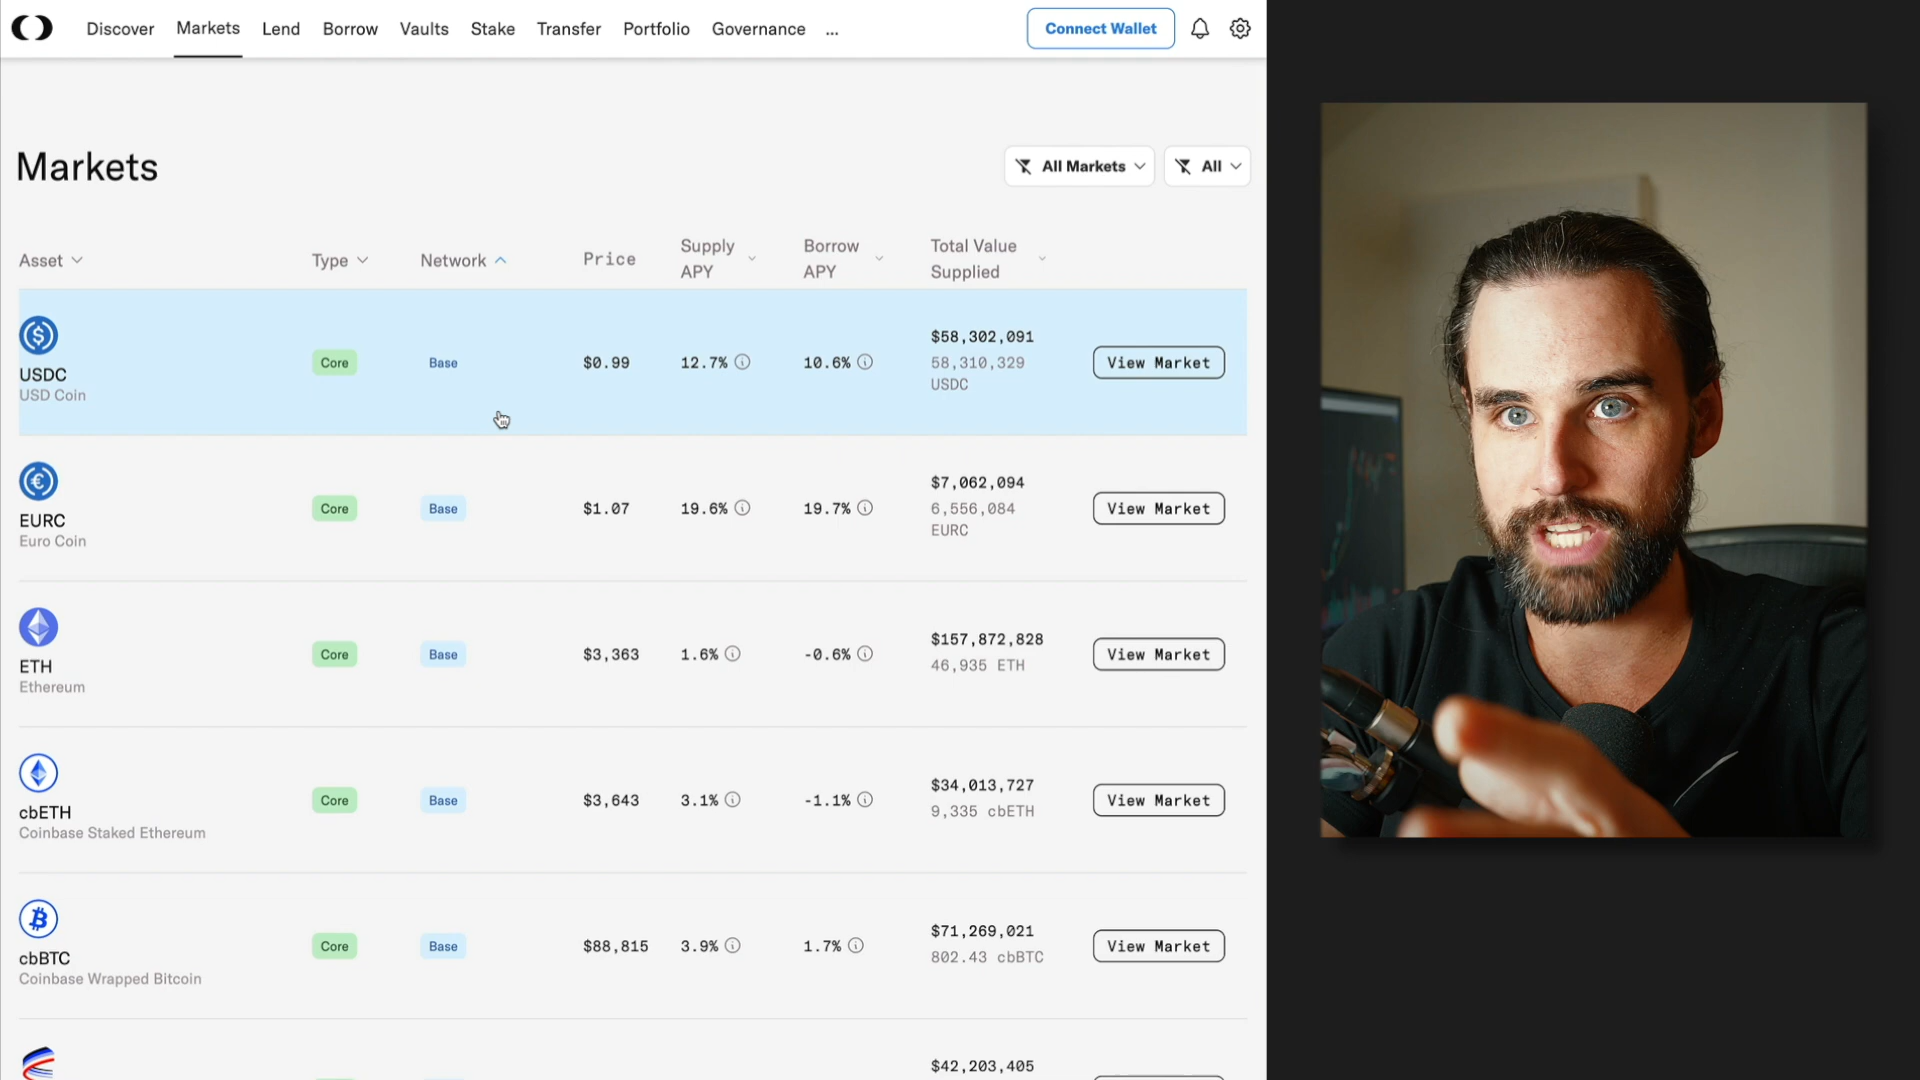 Discover Markets Lend Borrow Vaults Stake Transfer Portfolio Governance ... Connect Wallet
Markets
All Markets All
Asset Type Network Price Supply APY Borrow APY Total Value Supplied
USDC
USD Coin
Core
Base
$0.99
12.7%
10.6%
$58,302,091
58,310,329
USDC
View Market
EURC
Euro Coin
Core
Base
$1.07
19.6%
19.7%
$7,062,094
6,556,084
EURC
View Market
ETH
Ethereum
Core
Base
$3,363
1.6%
-0.6%
$157,872,828
46,935 ETH
View Market
cbETH
Coinbase Staked Ethereum
Core
Base
$3,643
3.1%
-1.1%
$34,013,727
9,335 cbETH
View Market
cbBTC
Coinbase Wrapped Bitcoin
Core
Base
$88,815
3.9%
1.7%
$71,269,021
802.43 cbBTC
View Market
$42,203,405